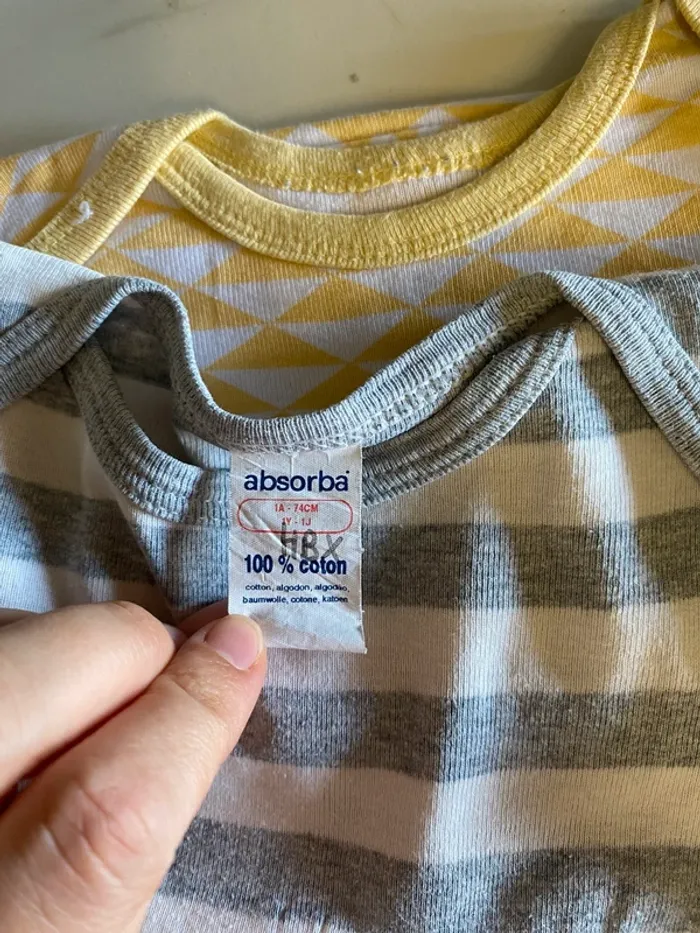 absorba
1A - 74CM
1Y - 1J
HBX
100 % coton
cotton, algodon, algodão,
baumwolle, cotone, katoen